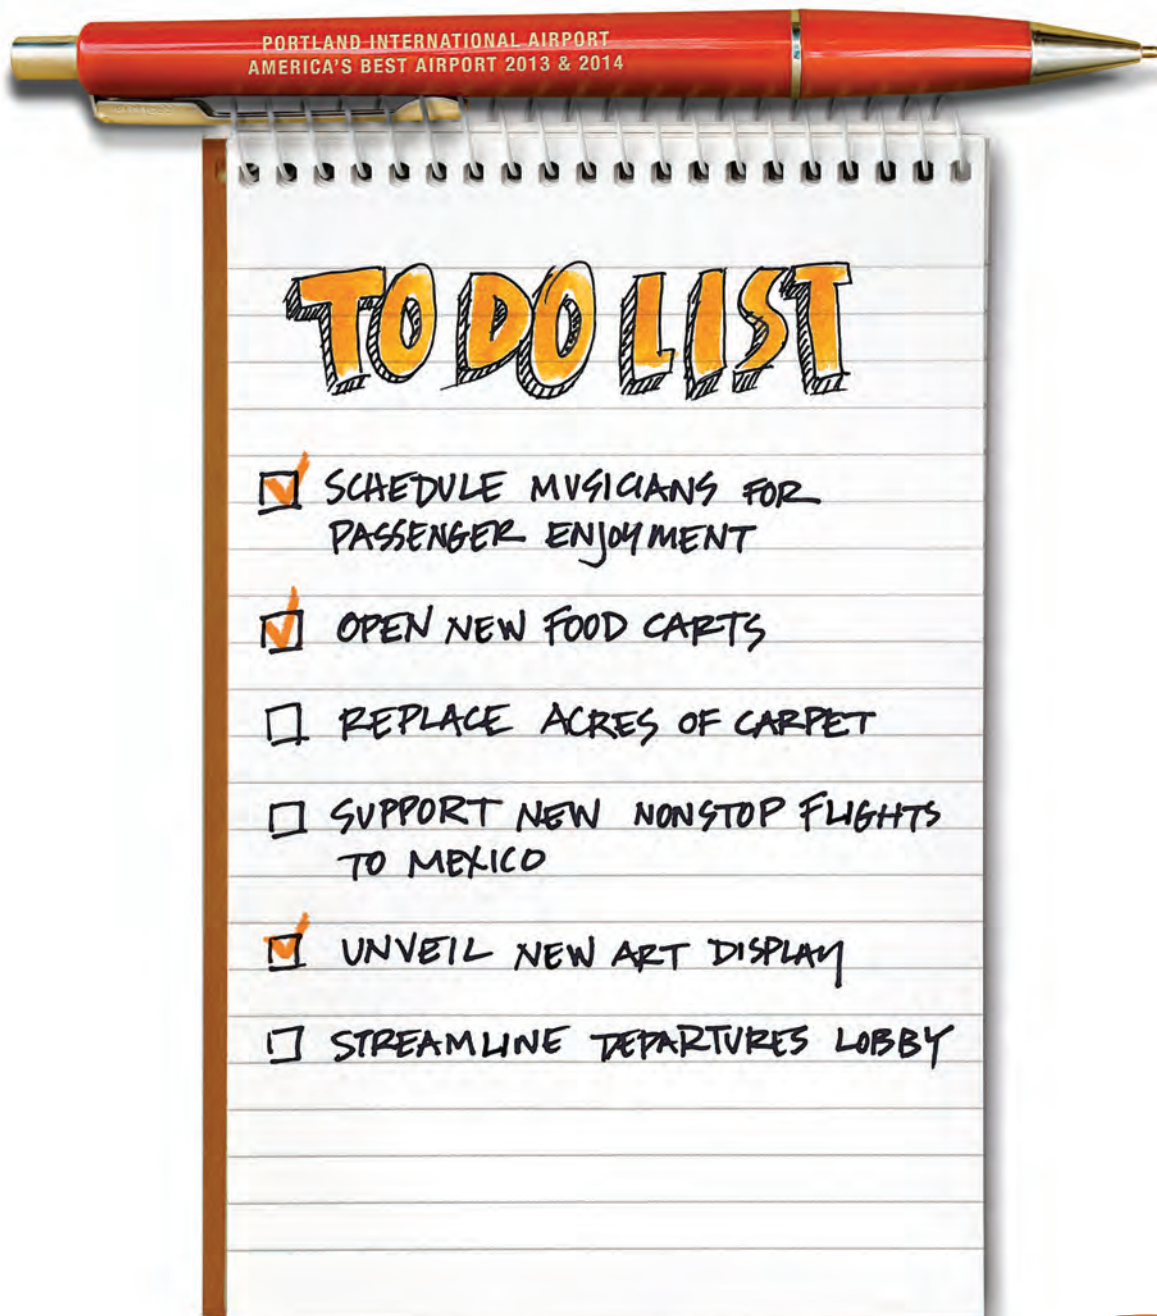 PORTLAND INTERNATIONAL AIRPORT
AMERICA'S BEST AIRPORT 2013 & 2014
TO DO LIST
SCHEDULE MUSICIANS FOR
PASSENGER ENJOYMENT
OPEN NEW FOOD CARTS
REPLACE ACRES OF CARPET
SUPPORT NEW NONSTOP FLIGHTS
TO MEXICO
UNVEIL NEW ART DISPLAY
STREAMLINE DEPARTURES LOBBY